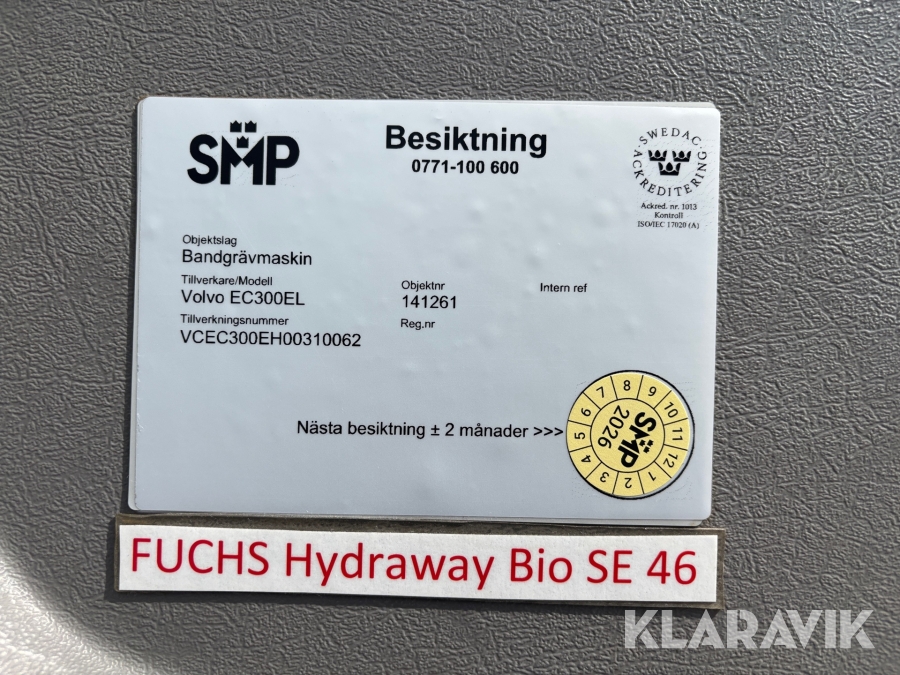 SMP
Besiktning
0771-100 600
SWEDAC
ACKREDITERING
Ackred. nr. 1013
Kontroll
ISO/IEC 17020 (A)
Objektslag
Bandgrävmaskin
Tillverkare/Modell
Volvo EC300EL
Objektnr
141261
Intern ref
Tillverkningsnummer
VCEC300EH00310062
Reg.nr
Nästa besiktning ± 2 månader >>>
1 2 3 4 5 6 7 8 9 10 11 12
SMP
2026
FUCHS Hydraway Bio SE 46
KLARAVIK